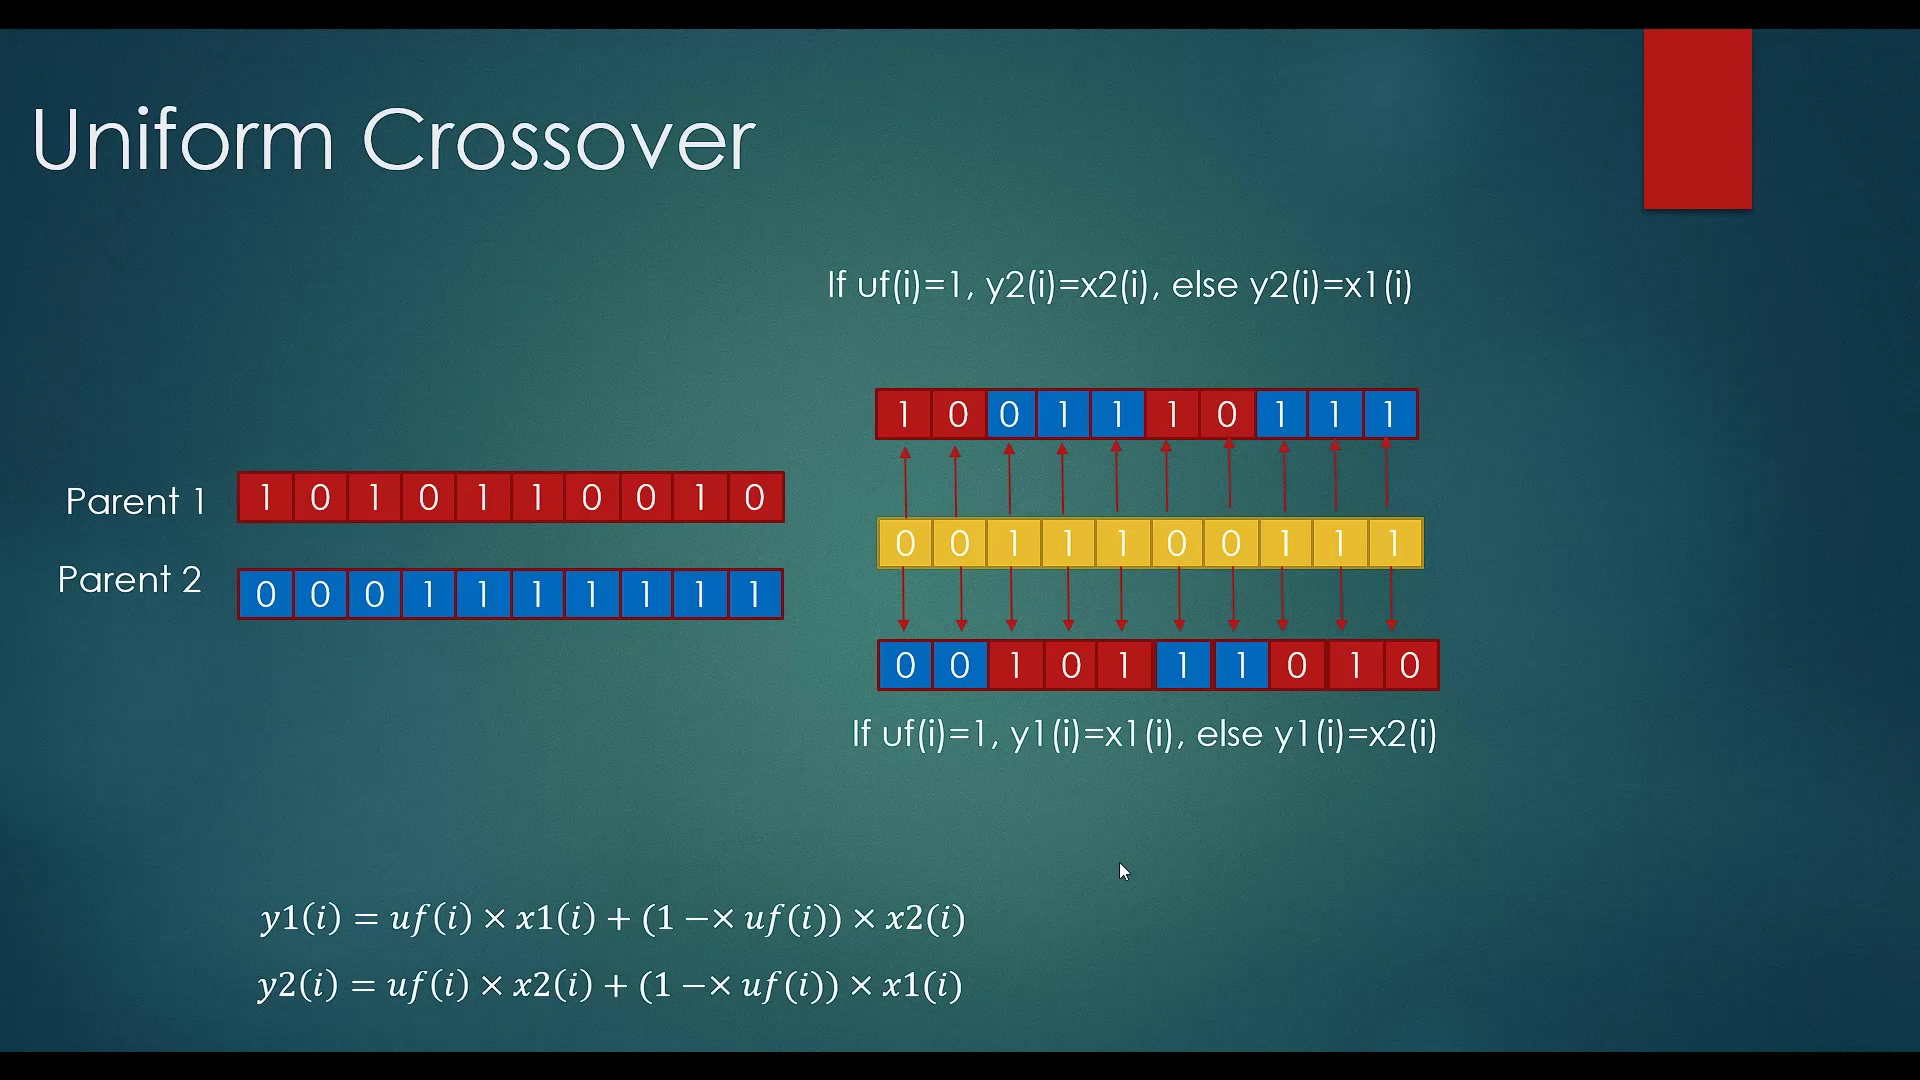 Uniform Crossover
If uf(i)=1, y2(i)=x2(i), else y2(i)=x1(i)
1 0 0 1 1 1 0 1 1 1
Parent 1 1 0 1 0 1 1 0 0 1 0
0 0 1 1 1 0 0 1 1 1
Parent 2 0 0 0 1 1 1 1 1 1 1
0 0 1 0 1 1 1 0 1 0
If uf(i)=1, y1(i)=x1(i), else y1(i)=x2(i)
y1(i) = uf(i) × x1(i) + (1 −× uf(i)) × x2(i)
y2(i) = uf(i) × x2(i) + (1 −× uf(i)) × x1(i)